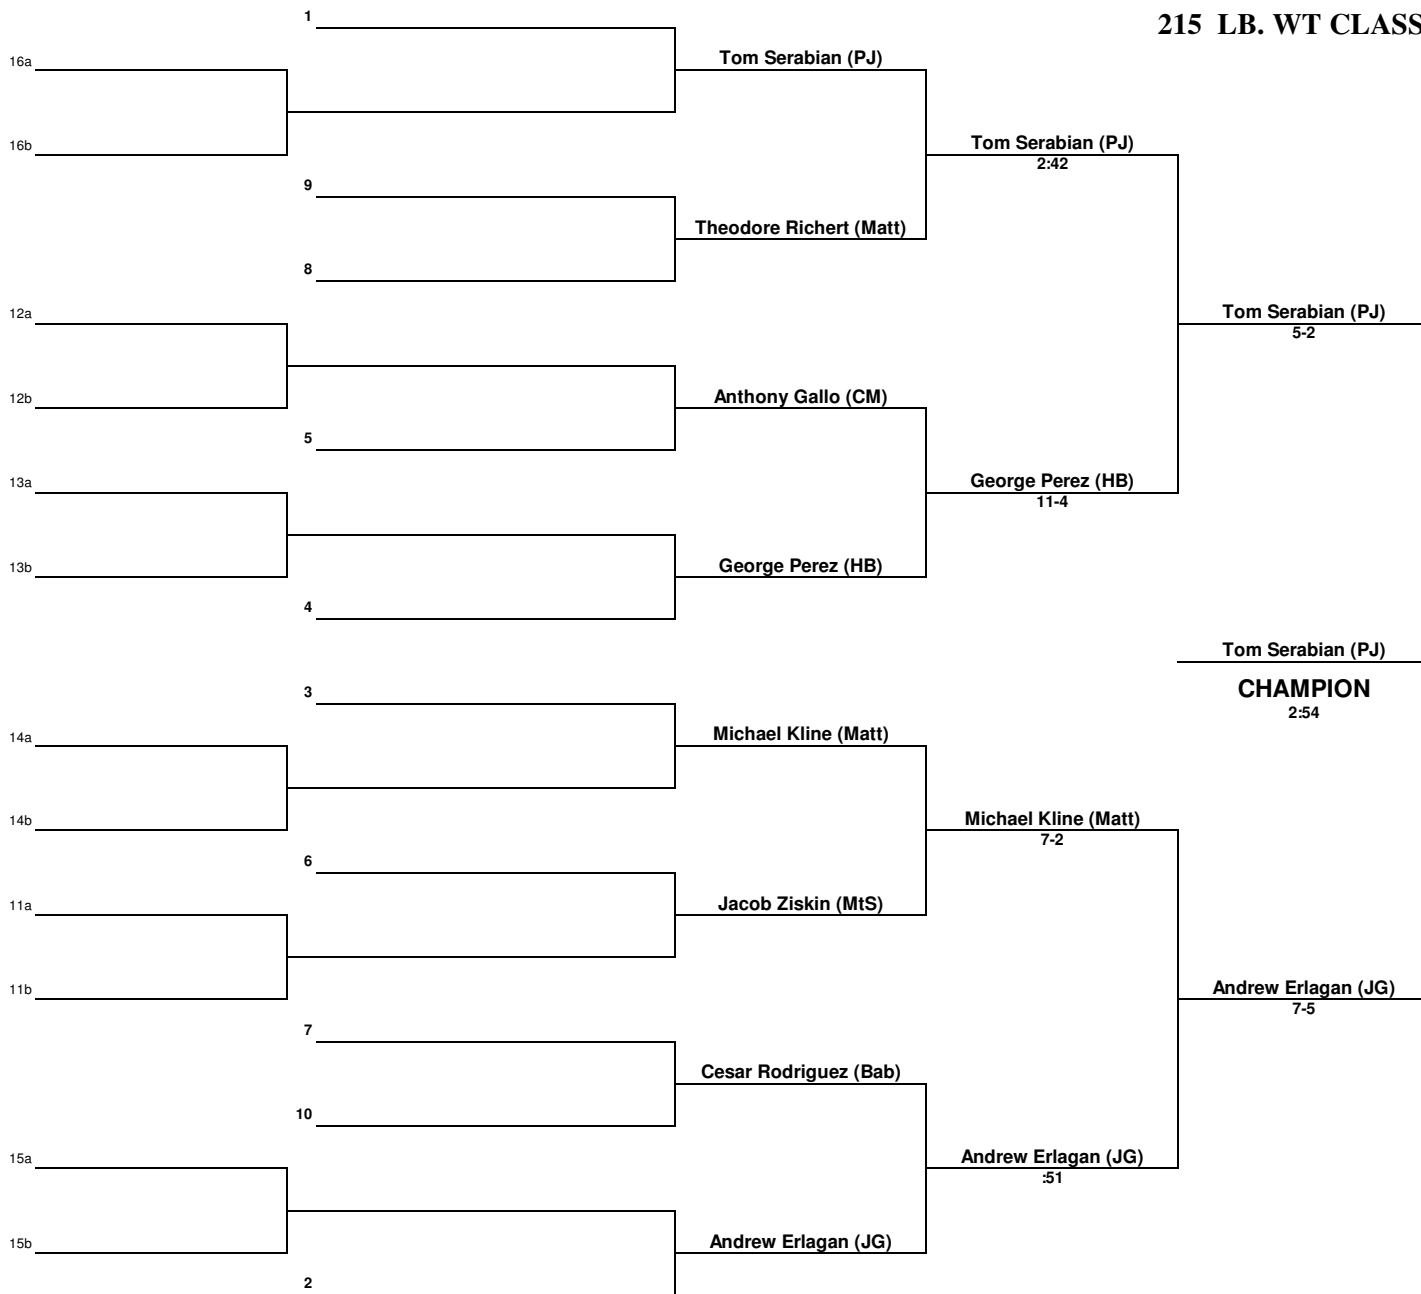 1
215 LB. WT CLASS
16a
Tom Serabian (PJ)
16b
Tom Serabian (PJ)
2:42
9
Theodore Richert (Matt)
8
12a
Tom Serabian (PJ)
5-2
12b
Anthony Gallo (CM)
5
13a
George Perez (HB)
11-4
13b
George Perez (HB)
4
Tom Serabian (PJ)
CHAMPION
2:54
3
14a
Michael Kline (Matt)
14b
Michael Kline (Matt)
7-2
6
11a
Jacob Ziskin (MtS)
11b
Andrew Erlagan (JG)
7-5
7
Cesar Rodriguez (Bab)
10
15a
Andrew Erlagan (JG)
:51
15b
Andrew Erlagan (JG)
2